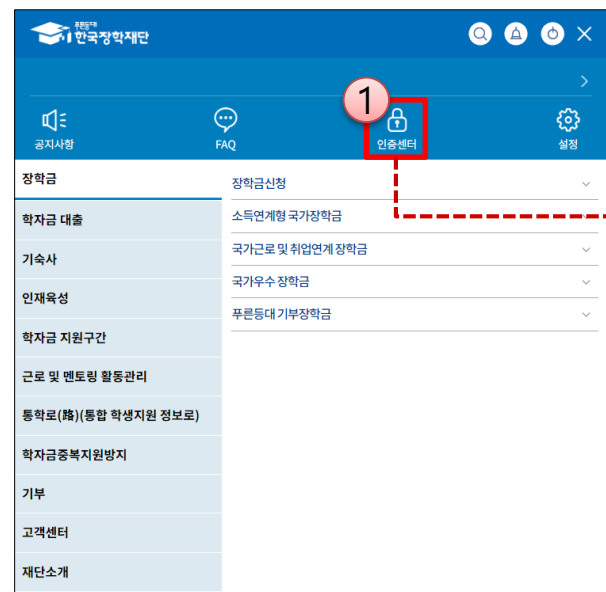 푸른등대
한국장학재단
1
공지사항
FAQ
인증센터
설정
장학금
학자금 대출
기숙사
인재육성
학자금 지원구간
근로 및 멘토링 활동관리
통학로(路)(통합 학생지원 정보로)
학자금중복지원방지
기부
고객센터
재단소개
장학금신청
소득연계형 국가장학금
국가근로 및 취업연계 장학금
국가우수 장학금
푸른등대 기부장학금